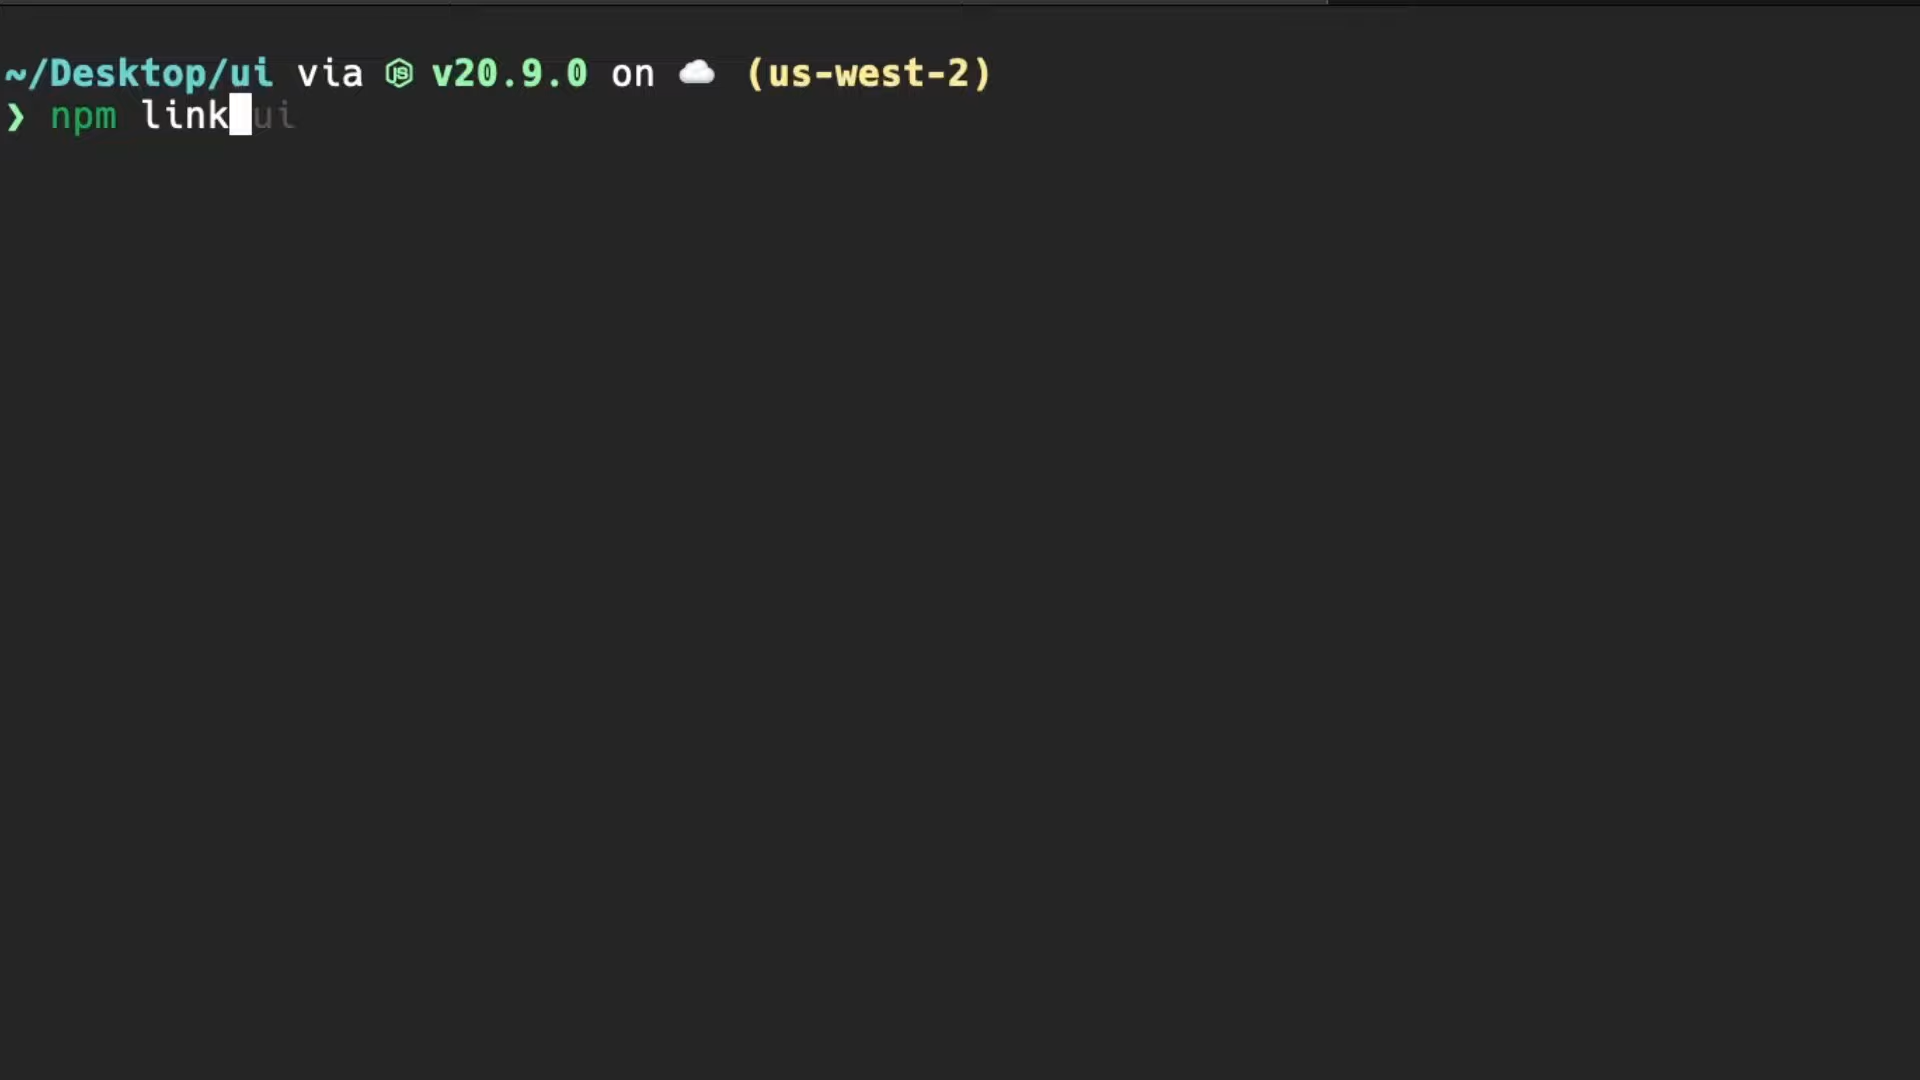 ~/Desktop/ui via v20.9.0 on (us-west-2)
❯ npm link ui